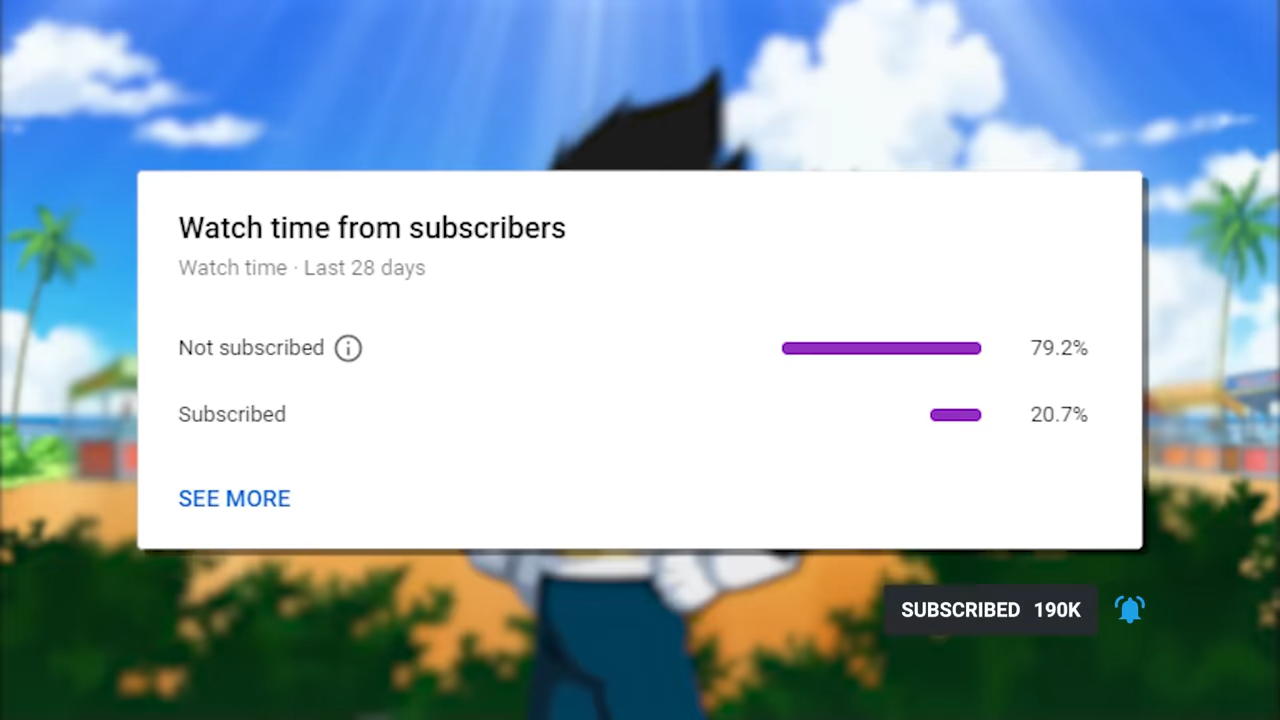 Watch time from subscribers
Watch time · Last 28 days
Not subscribed 79.2%
Subscribed 20.7%
SEE MORE
SUBSCRIBED 190K